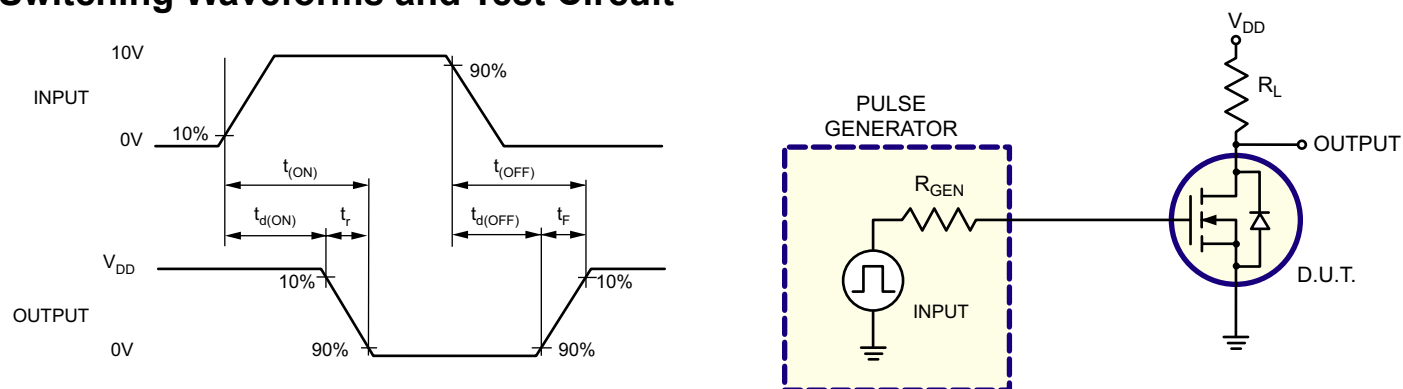 Switching Waveforms and Test Circuit
10V
INPUT
0V
10%
90%
t(ON)
t(OFF)
td(ON)
tr
td(OFF)
tF
VDD
OUTPUT
0V
10%
90%
10%
90%
PULSE
GENERATOR
RGEN
INPUT
VDD
RL
OUTPUT
D.U.T.